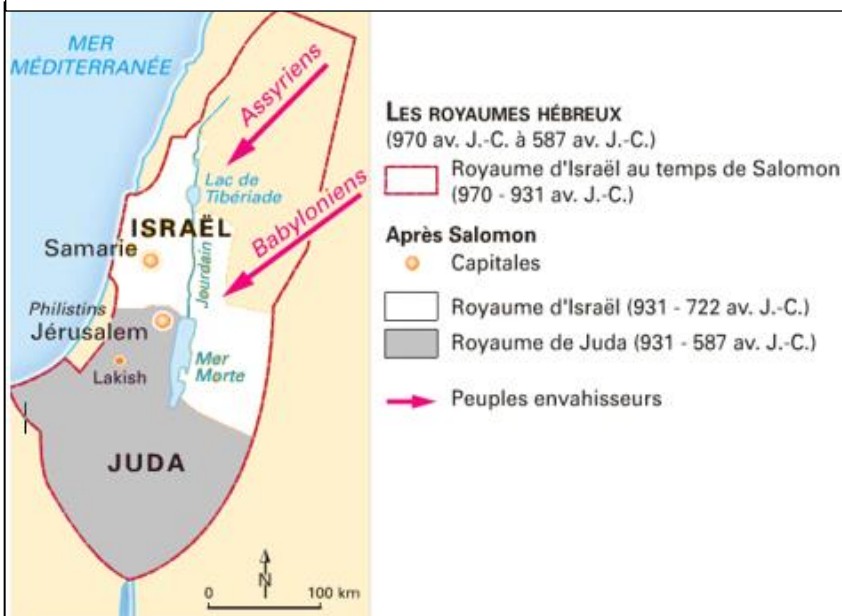 MER
MÉDITERRANÉE
Assyriens
Lac de
Tibériade
ISRAËL
Babyloniens
Samarie
Jourdain
Philistins
Jérusalem
Lakish
Mer
Morte
JUDA
N
0 100 km
LES ROYAUMES HÉBREUX
(970 av. J.-C. à 587 av. J.-C.)
Royaume d'Israël au temps de Salomon
(970 - 931 av. J.-C.)
Après Salomon
Capitales
Royaume d'Israël (931 - 722 av. J.-C.)
Royaume de Juda (931 - 587 av. J.-C.)
Peuples envahisseurs